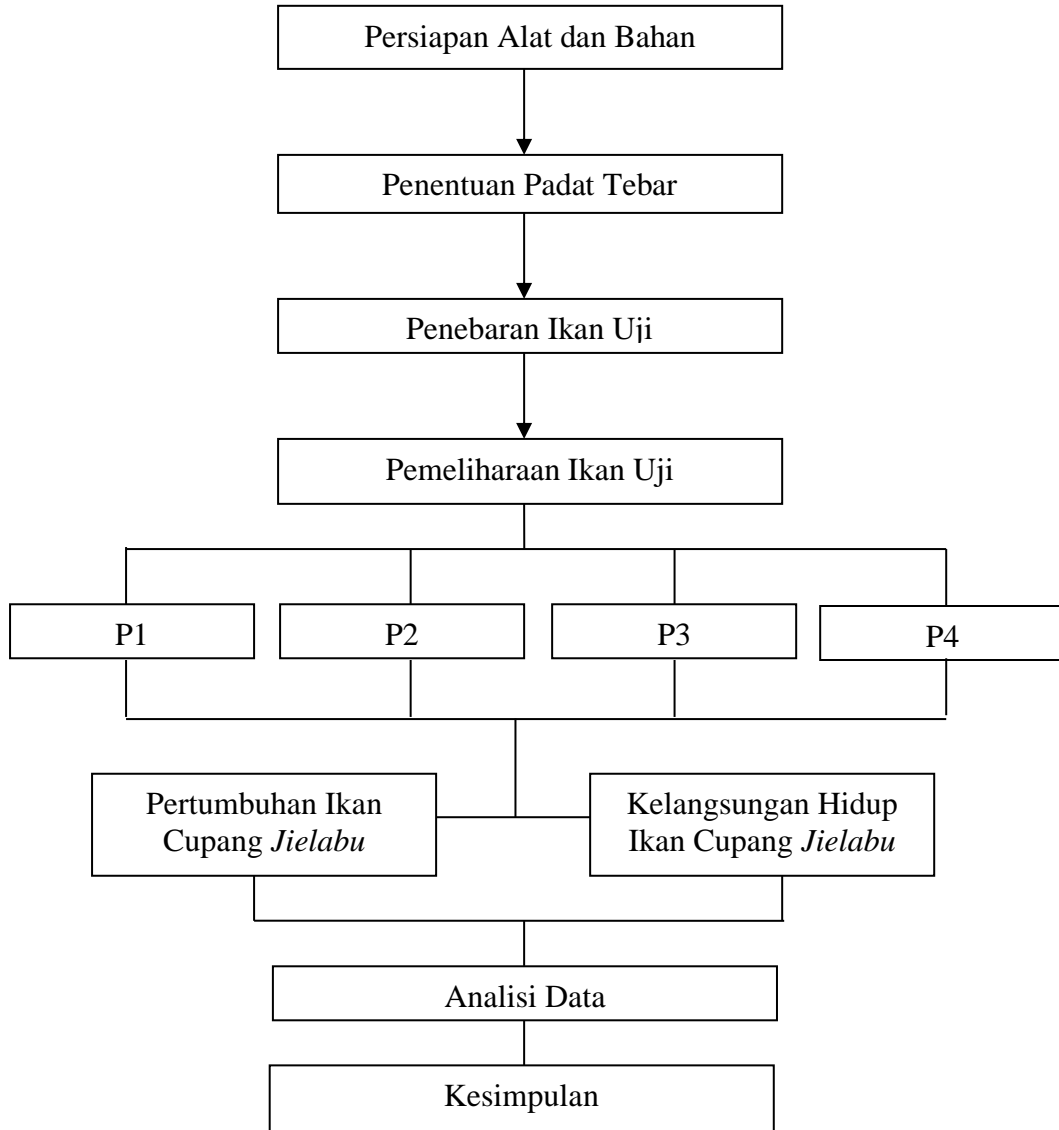 Persiapan Alat dan Bahan
Penentuan Padat Tebar
Penebaran Ikan Uji
Pemeliharaan Ikan Uji
P1
P2
P3
P4
Pertumbuhan Ikan
Cupang Jielabu
Kelangsungan Hidup
Ikan Cupang Jielabu
Analisi Data
Kesimpulan